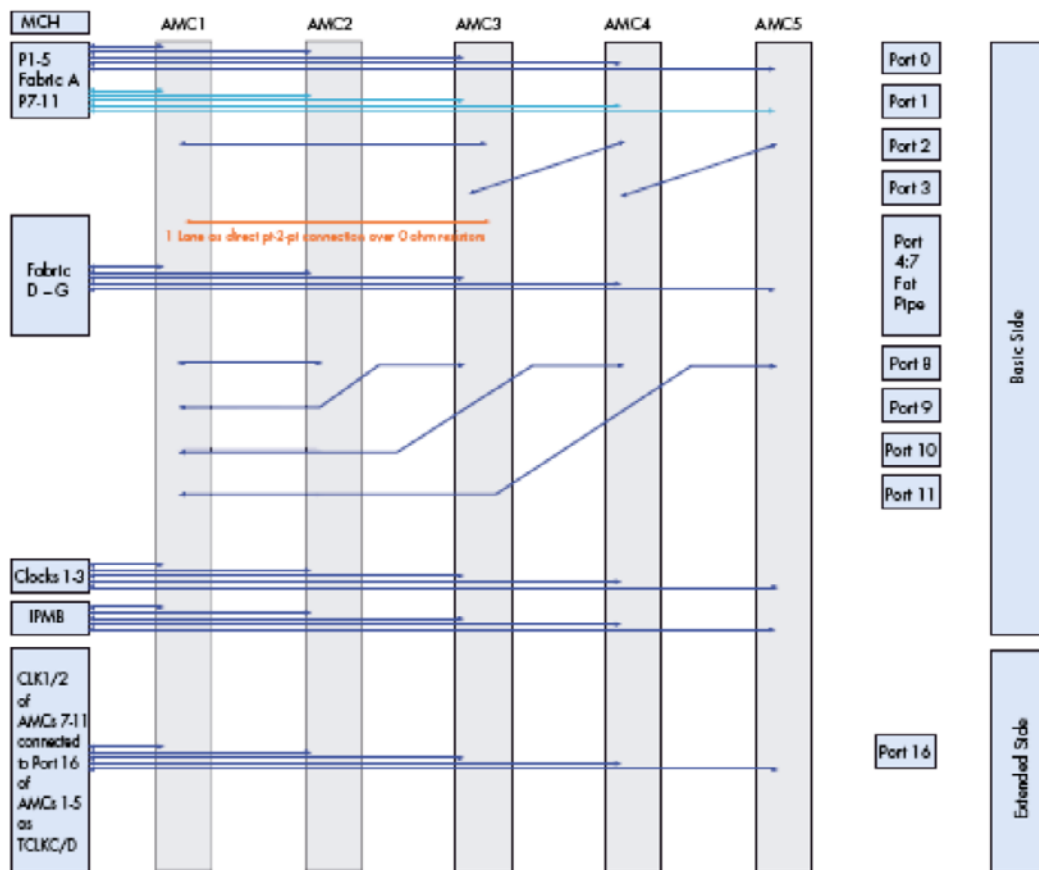 MCH
AMC1
AMC2
AMC3
AMC4
AMC5
P1-5
Fabric A
P7-11
Port 0
Port 1
Port 2
Port 3
1 Lane as direct pt-2-pt connection over 0 ohm resistors
Fabric
D – G
Port
4:7
Fat
Pipe
Port 8
Port 9
Port 10
Port 11
Basic Side
Clocks 1-3
IPMB
CLK1/2
of
AMCs 7-11
connected
to Port 16
of
AMCs 1-5
as
TCLKC/D
Port 16
Extended Side